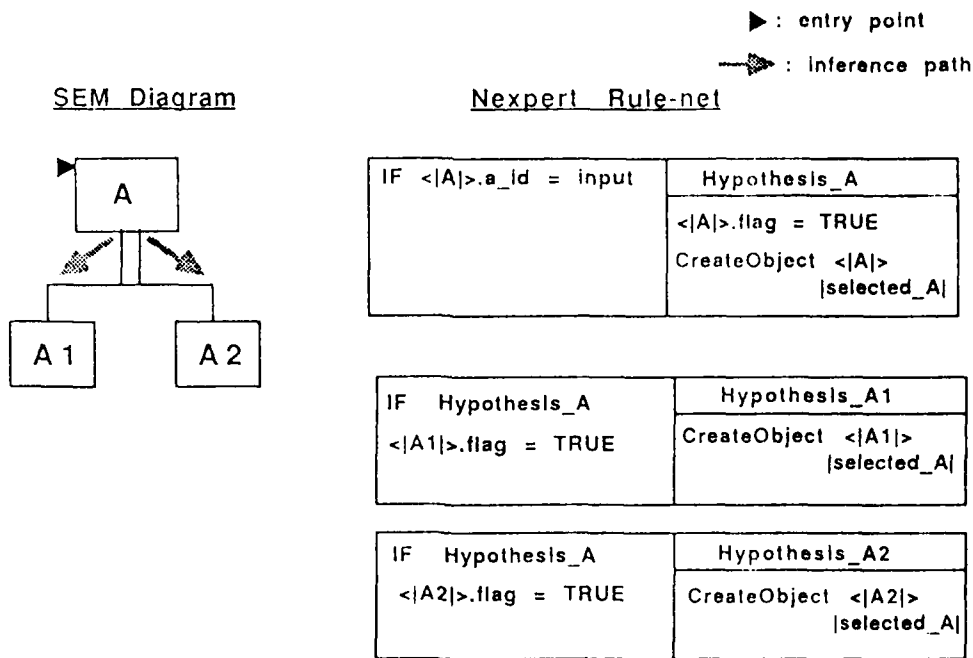 : entry point
: inference path
SEM Diagram
Nexpert Rule-net
A
A1
A2
IF <|A|>.a_id = input
Hypothesis_A
<|A|>.flag = TRUE
CreateObject <|A|>
|selected_A|
IF Hypothesis_A
<|A1|>.flag = TRUE
Hypothesis_A1
CreateObject <|A1|>
|selected_A|
IF Hypothesis_A
<|A2|>.flag = TRUE
Hypothesis_A2
CreateObject <|A2|>
|selected_A|